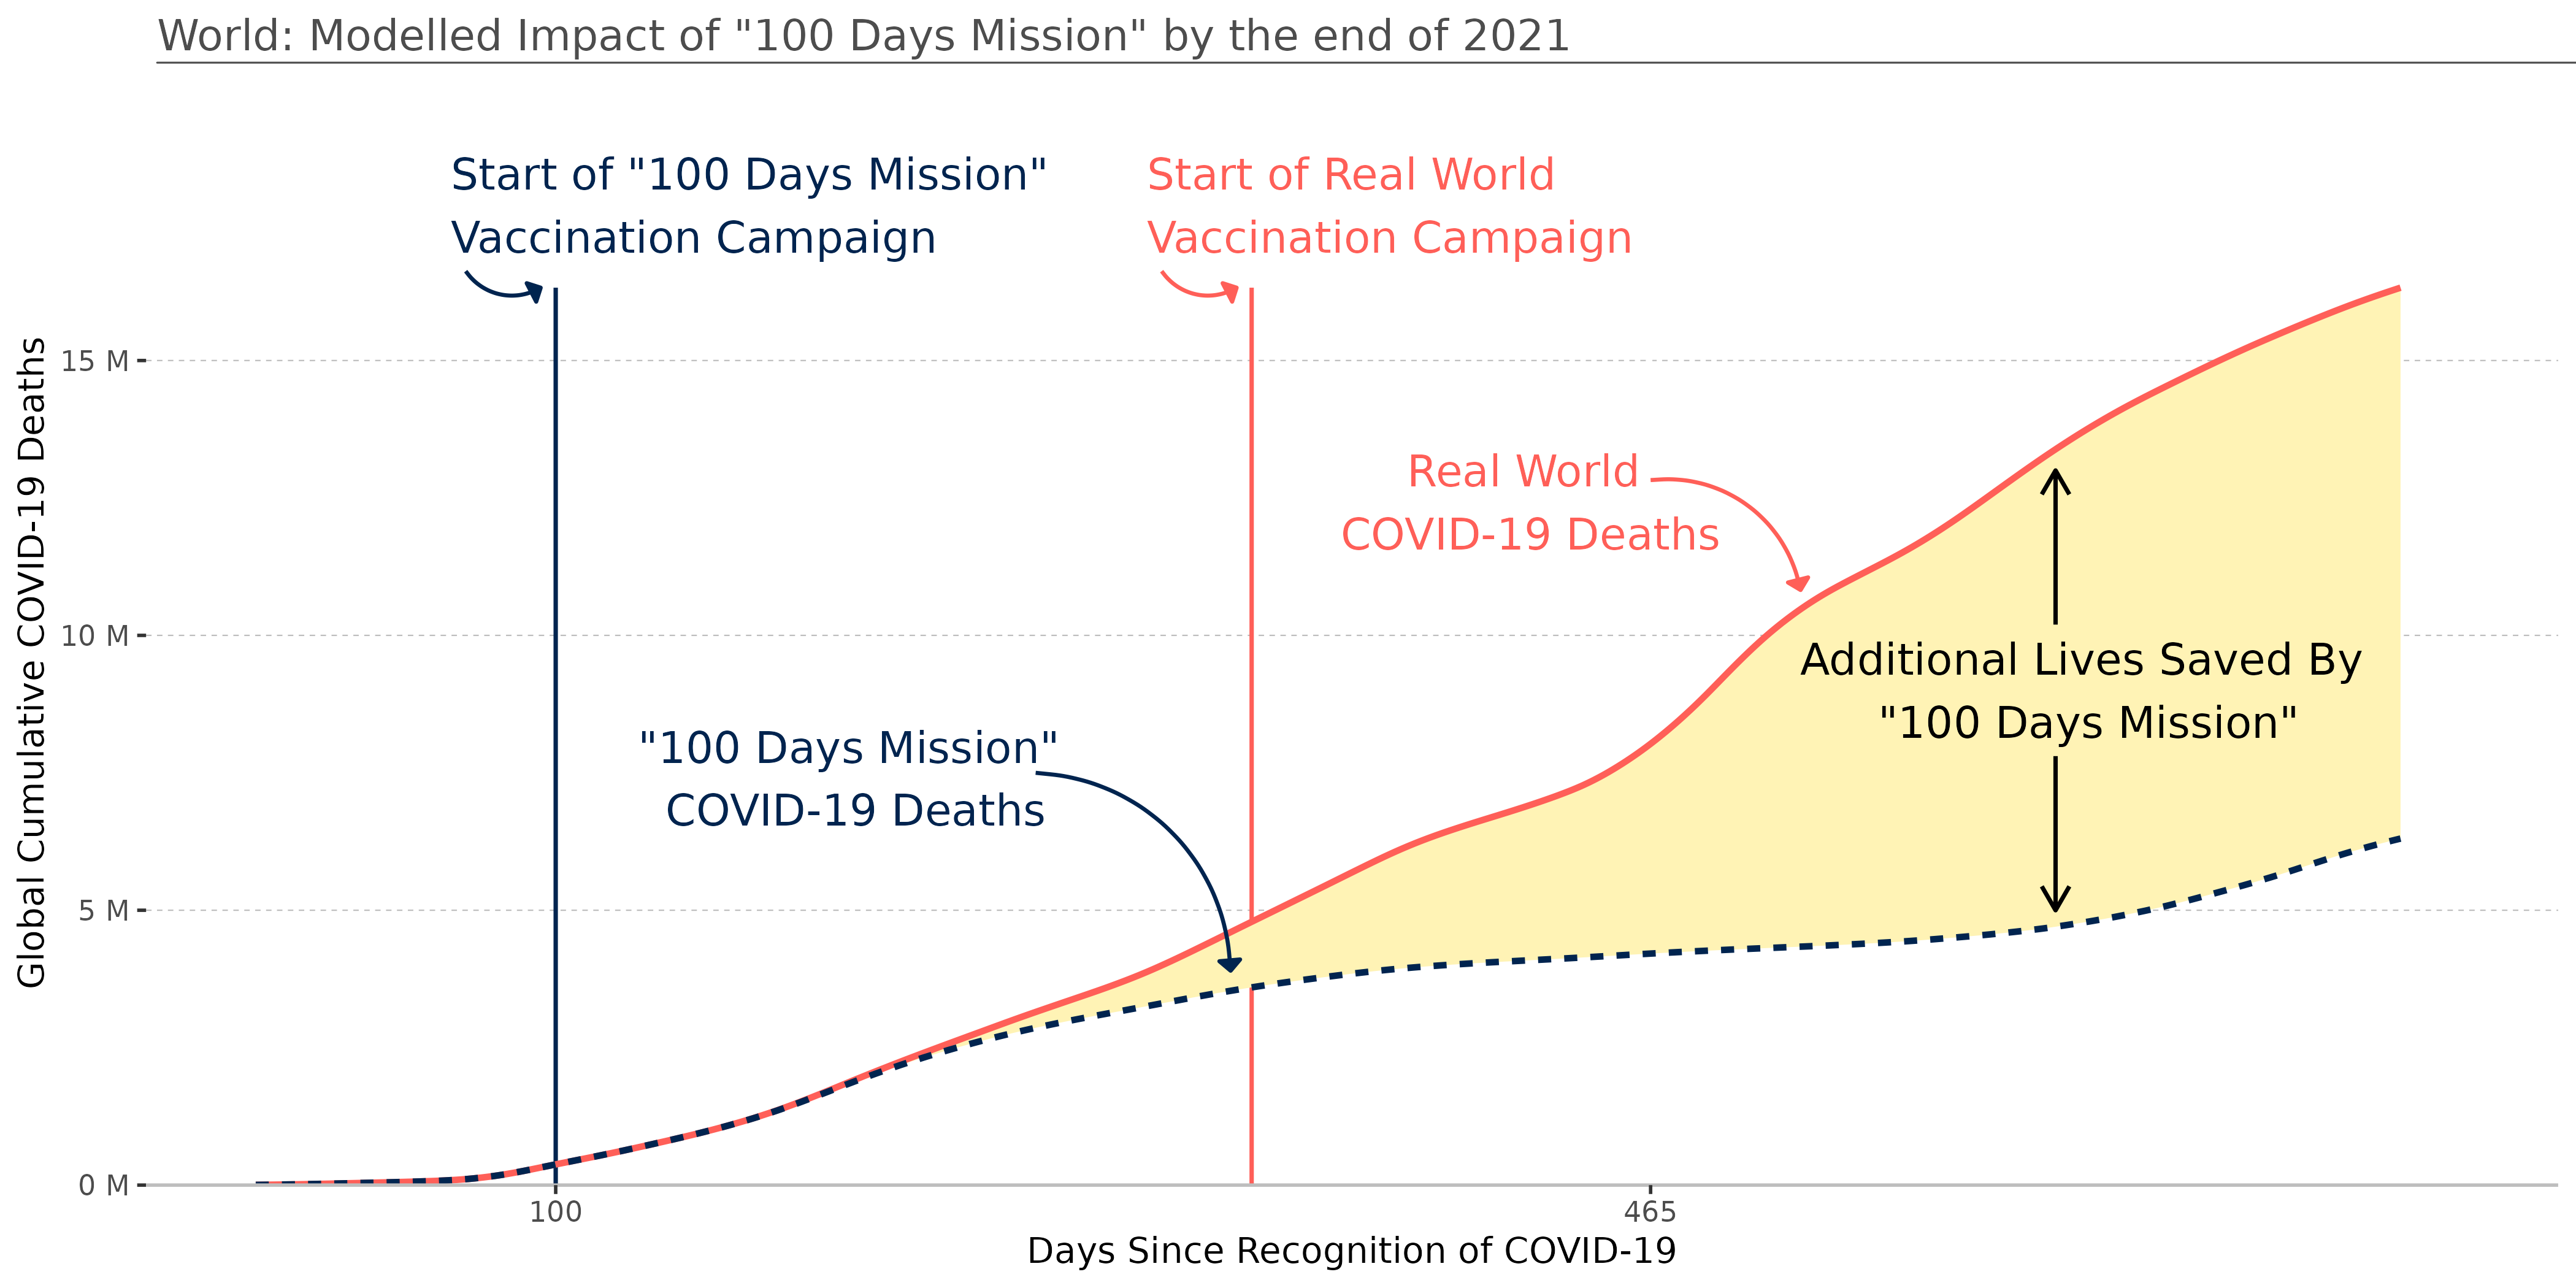 World: Modelled Impact of "100 Days Mission" by the end of 2021
Start of "100 Days Mission"
Vaccination Campaign
Start of Real World
Vaccination Campaign
Global Cumulative COVID-19 Deaths
15 M
10 M
5 M
0 M
Real World
COVID-19 Deaths
Additional Lives Saved By
"100 Days Mission"
"100 Days Mission"
COVID-19 Deaths
100
465
Days Since Recognition of COVID-19